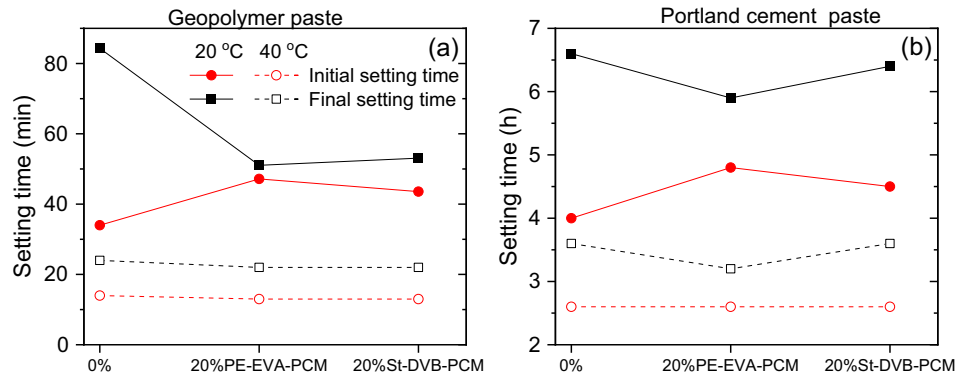 Geopolymer paste
(a)
20 °C 40 °C
Initial setting time
Final setting time
Setting time (min)
80
60
40
20
0
0% 20%PE-EVA-PCM 20%St-DVB-PCM
Portland cement paste
(b)
Setting time (h)
7
6
5
4
3
2
0% 20%PE-EVA-PCM 20%St-DVB-PCM